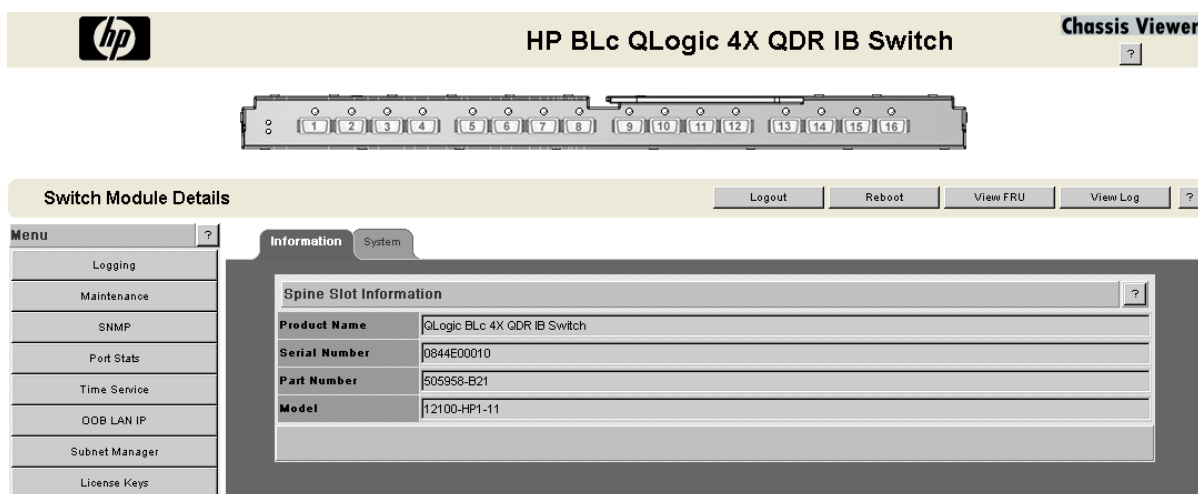 hp
HP BLc QLogic 4X QDR IB Switch
Chassis Viewer
?
1 2 3 4 5 6 7 8 9 10 11 12 13 14 15 16
Switch Module Details
Logout
Reboot
View FRU
View Log
?
Menu
?
Logging
Maintenance
SNMP
Port Stats
Time Service
OOB LAN IP
Subnet Manager
License Keys
Information
System
Spine Slot Information
?
Product Name QLogic BLc 4X QDR IB Switch
Serial Number 0844E00010
Part Number 505958-B21
Model 12100-HP1-11